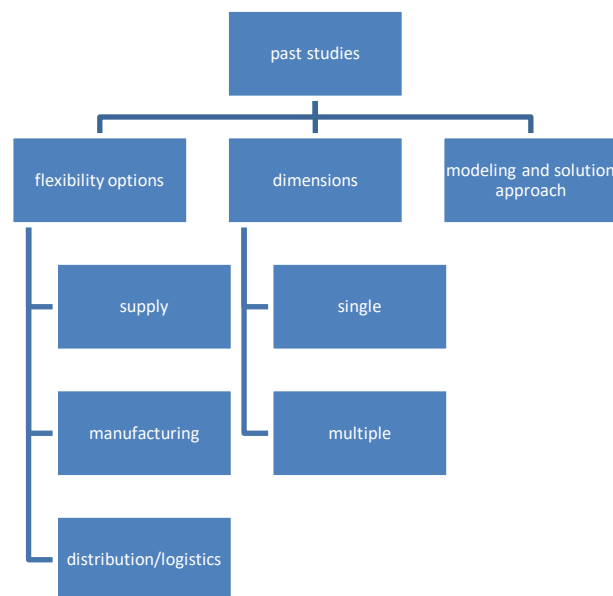 past studies
flexibility options
dimensions
modeling and solution
approach
supply
single
manufacturing
multiple
distribution/logistics